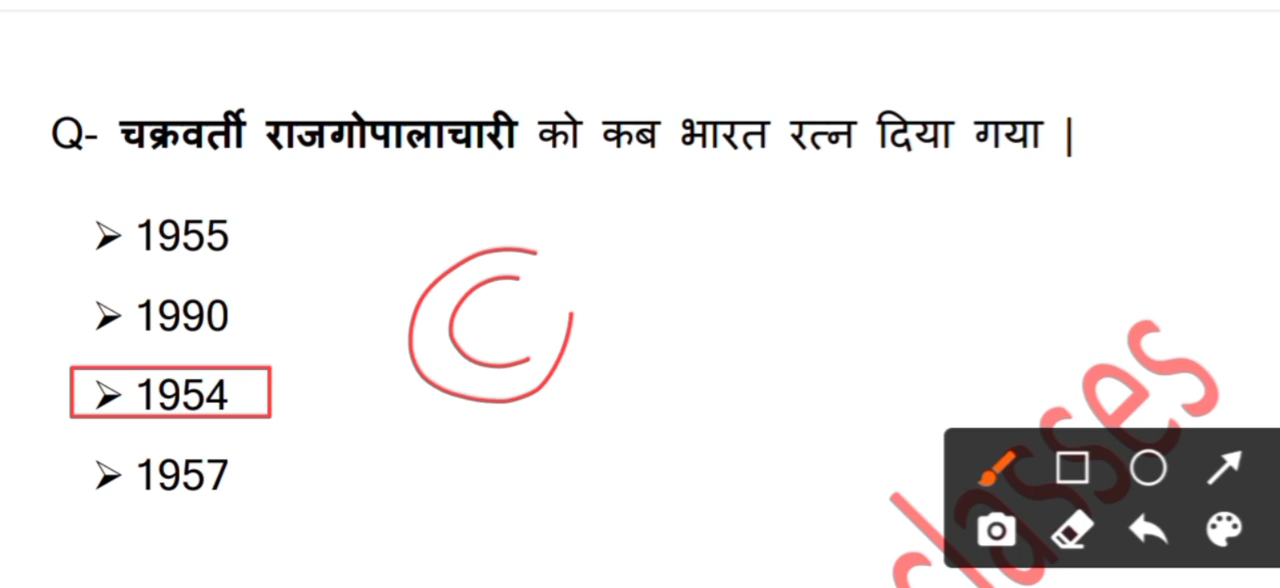 Q- चक्रवर्ती राजगोपालाचारी को कब भारत रत्न दिया गया |
➢ 1955
➢ 1990
C
➢ 1954
➢ 1957
classes